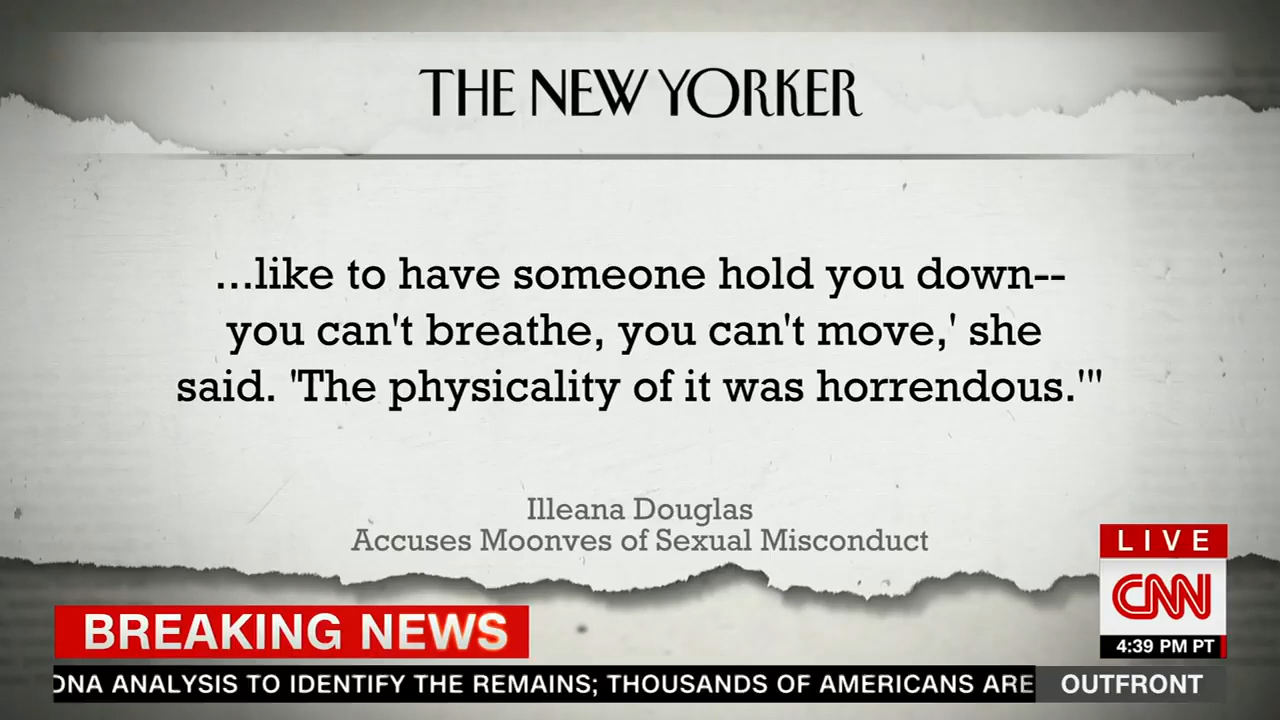 THE NEW YORKER
...like to have someone hold you down--
you can't breathe, you can't move,' she
said. 'The physicality of it was horrendous.'"
Illeana Douglas
Accuses Moonves of Sexual Misconduct
LIVE
CNN
4:39 PM PT
BREAKING NEWS
DNA ANALYSIS TO IDENTIFY THE REMAINS; THOUSANDS OF AMERICANS ARE
OUTFRONT